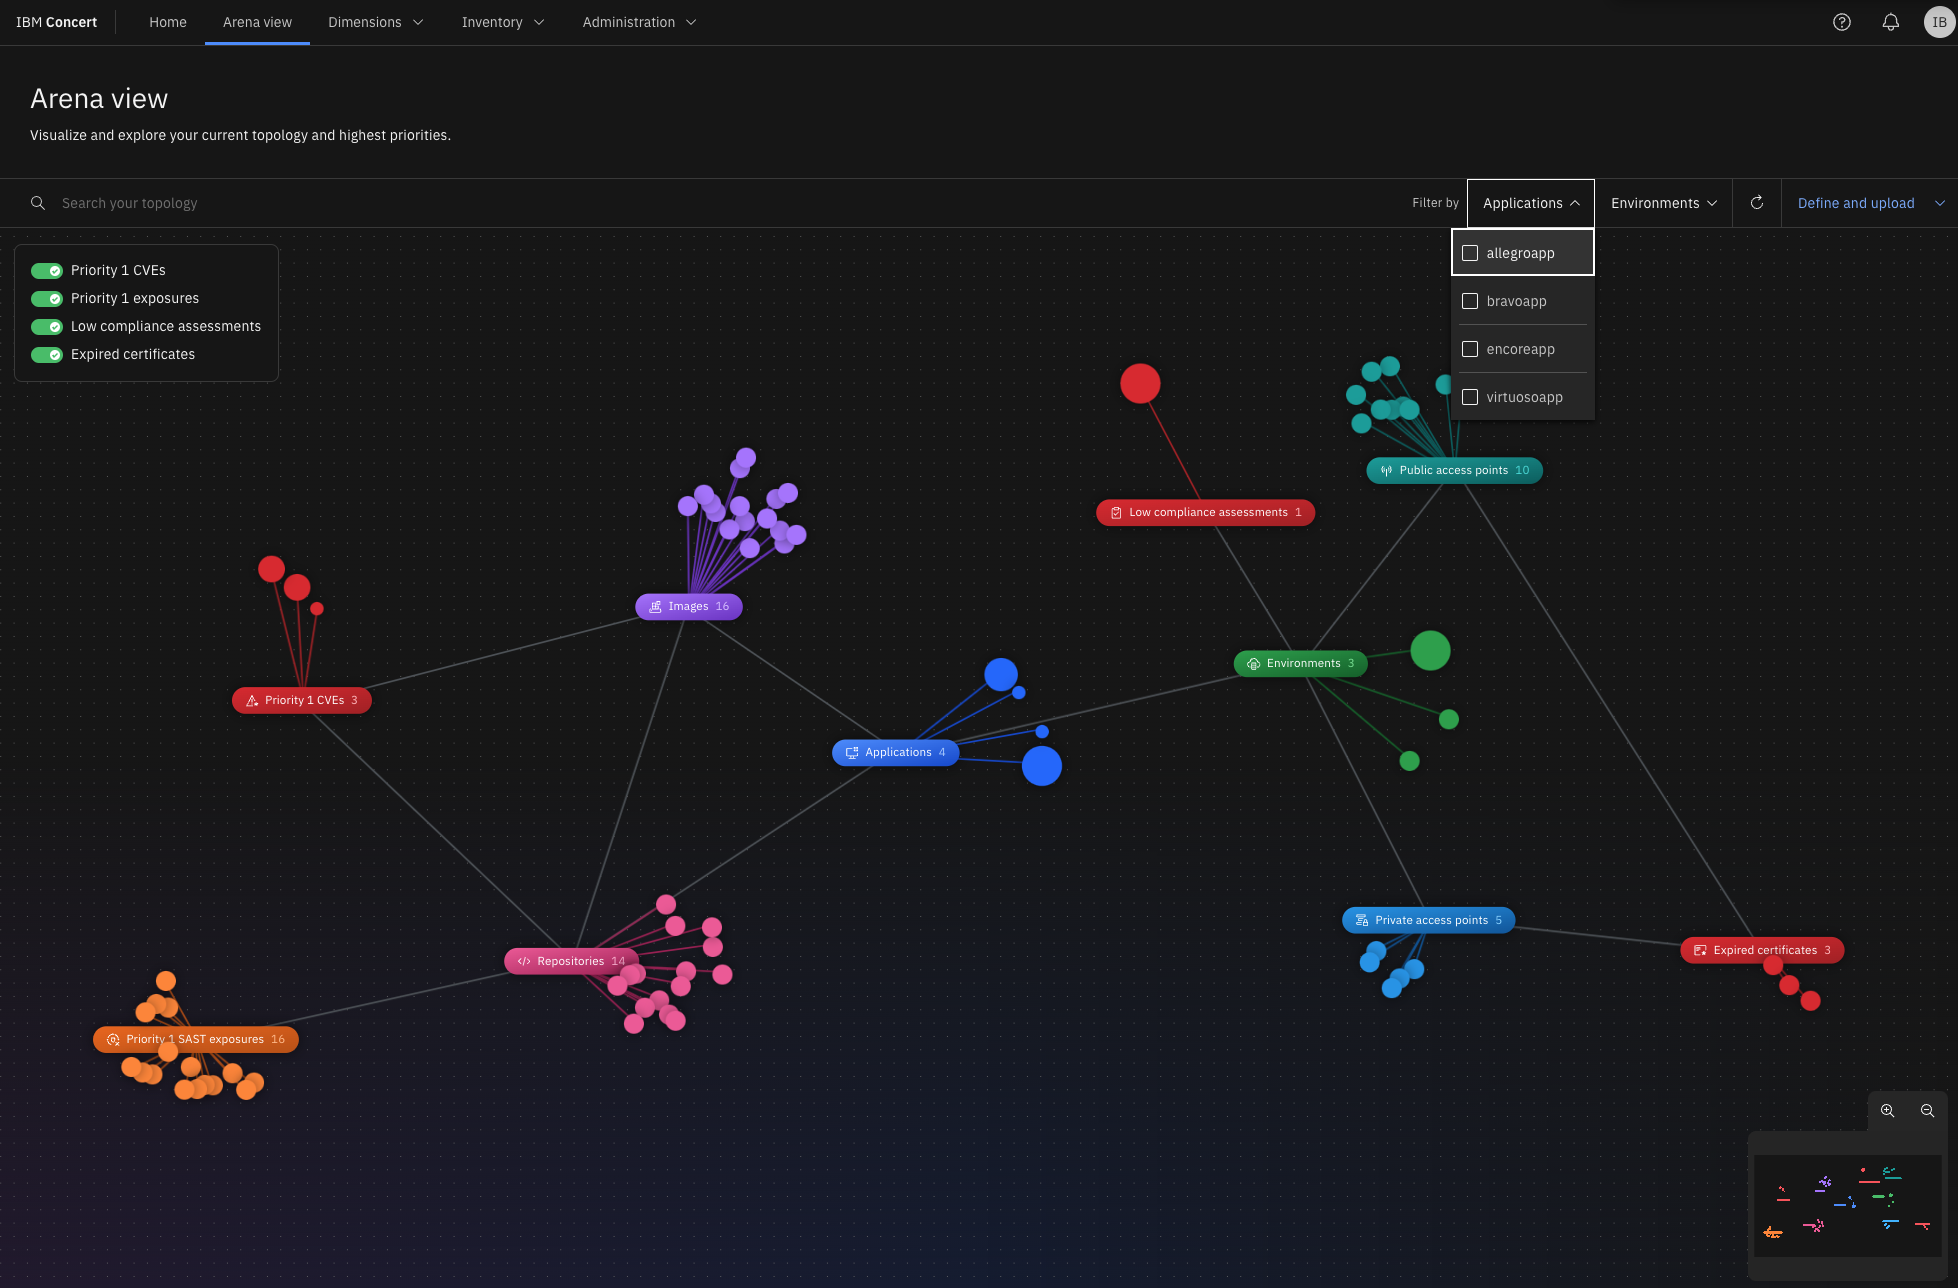 IBM Concert
Home
Arena view
Dimensions
Inventory
Administration
IB
Arena view
Visualize and explore your current topology and highest priorities.
Search your topology
Filter by
Applications
Environments
Define and upload
allegroapp
bravoapp
encoreapp
virtuosoapp
Priority 1 CVEs
Priority 1 exposures
Low compliance assessments
Expired certificates
Public access points 10
Low compliance assessments 1
Images 16
Environments 3
Priority 1 CVEs 3
Applications 4
Private access points 5
Expired certificates 3
Repositories 14
Priority 1 SAST exposures 16